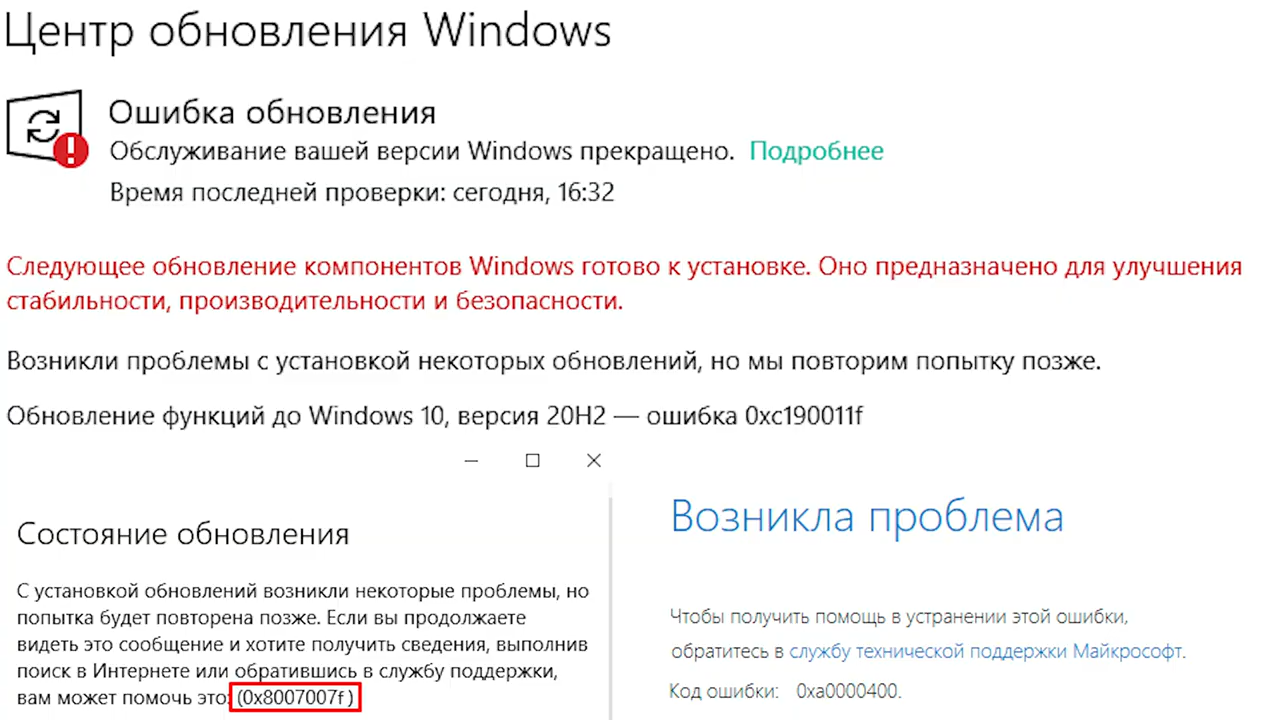 Центр обновления Windows
Ошибка обновления
Обслуживание вашей версии Windows прекращено. Подробнее
Время последней проверки: сегодня, 16:32
Следующее обновление компонентов Windows готово к установке. Оно предназначено для улучшения
стабильности, производительности и безопасности.
Возникли проблемы с установкой некоторых обновлений, но мы повторим попытку позже.
Обновление функций до Windows 10, версия 20H2 — ошибка 0xc190011f
Состояние обновления
С установкой обновлений возникли некоторые проблемы, но
попытка будет повторена позже. Если вы продолжаете
видеть это сообщение и хотите получить сведения, выполнив
поиск в Интернете или обратившись в службу поддержки,
вам может помочь это: (0x8007007f )
Возникла проблема
Чтобы получить помощь в устранении этой ошибки,
обратитесь в службу технической поддержки Майкрософт.
Код ошибки: 0xa0000400.